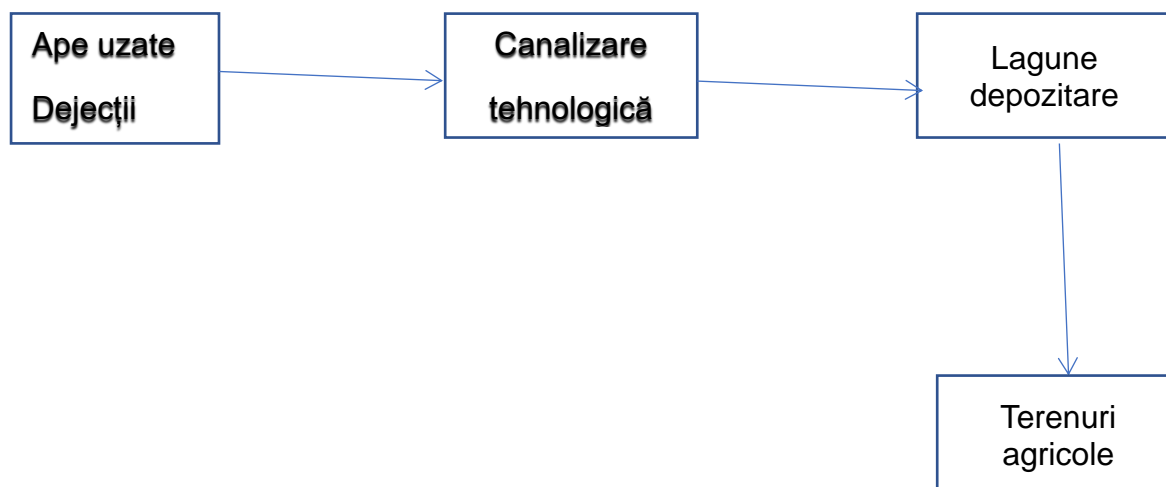 Ape uzate
Dejecții
Canalizare
tehnologică
Lagune
depozitare
Terenuri
agricole